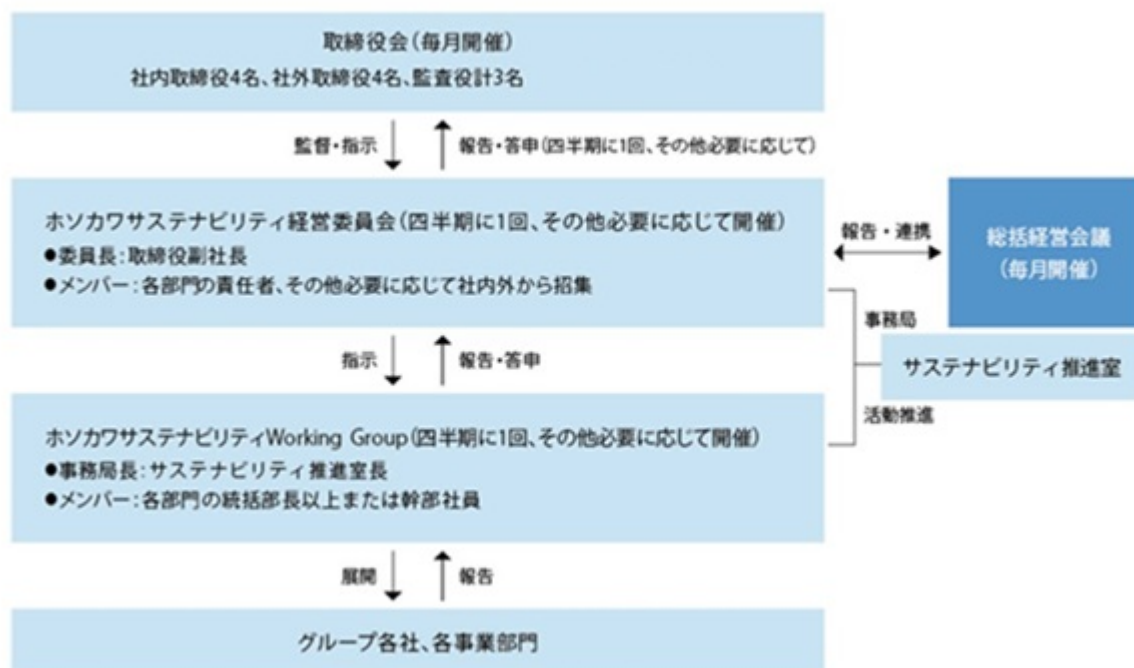 取締役会(毎月開催)
社内取締役4名、社外取締役4名、監査役計3名
監督・指示
報告・答申(四半期に1回、その他必要に応じて)
ホソカワサステナビリティ経営委員会(四半期に1回、その他必要に応じて開催)
●委員長:取締役副社長
●メンバー:各部門の責任者、その他必要に応じて社内外から招集
報告・連携
総括経営会議
(毎月開催)
事務局
サステナビリティ推進室
活動推進
指示
報告・答申
ホソカワサステナビリティWorking Group(四半期に1回、その他必要に応じて開催)
●事務局長:サステナビリティ推進室長
●メンバー:各部門の統括部長以上または幹部社員
展開
報告
グループ各社、各事業部門